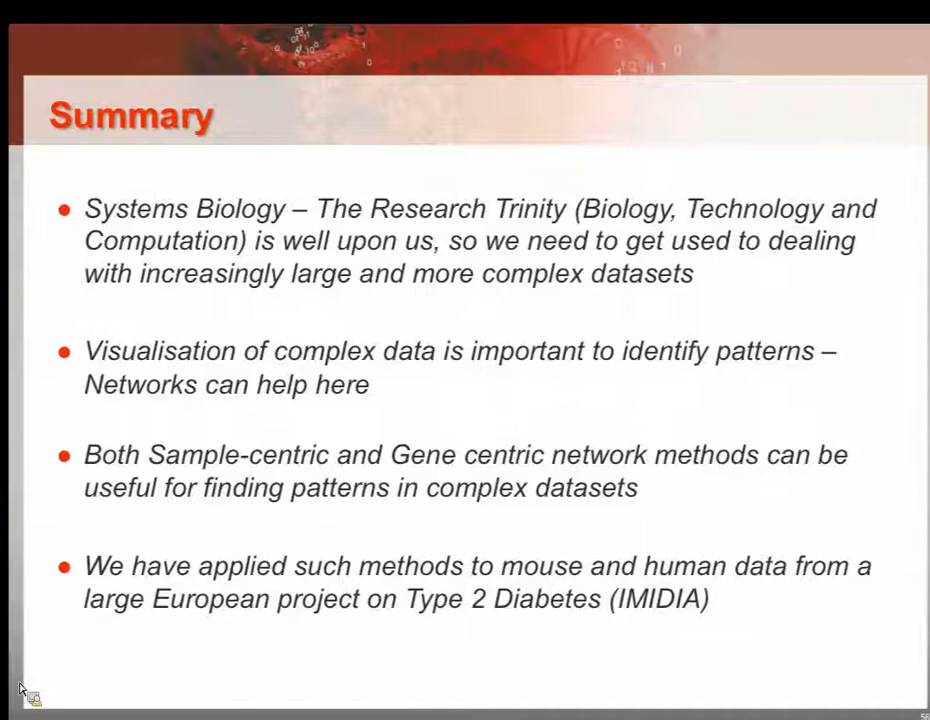 Summary
Systems Biology – The Research Trinity (Biology, Technology and
Computation) is well upon us, so we need to get used to dealing
with increasingly large and more complex datasets
Visualisation of complex data is important to identify patterns –
Networks can help here
Both Sample-centric and Gene centric network methods can be
useful for finding patterns in complex datasets
We have applied such methods to mouse and human data from a
large European project on Type 2 Diabetes (IMIDIA)